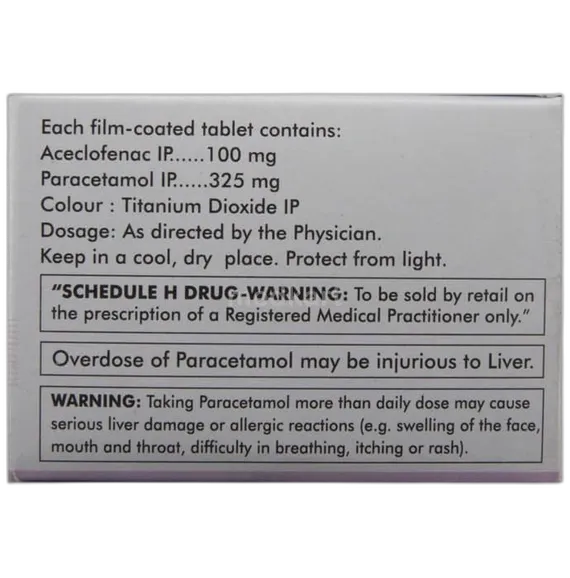 Each film-coated tablet contains:
Aceclofenac IP......100 mg
Paracetamol IP......325 mg
Colour : Titanium Dioxide IP
Dosage: As directed by the Physician.
Keep in a cool, dry place. Protect from light.
"SCHEDULE H DRUG-WARNING: To be sold by retail on
the prescription of a Registered Medical Practitioner only."
Overdose of Paracetamol may be injurious to Liver.
WARNING: Taking Paracetamol more than daily dose may cause
serious liver damage or allergic reactions (e.g. swelling of the face,
mouth and throat, difficulty in breathing, itching or rash).